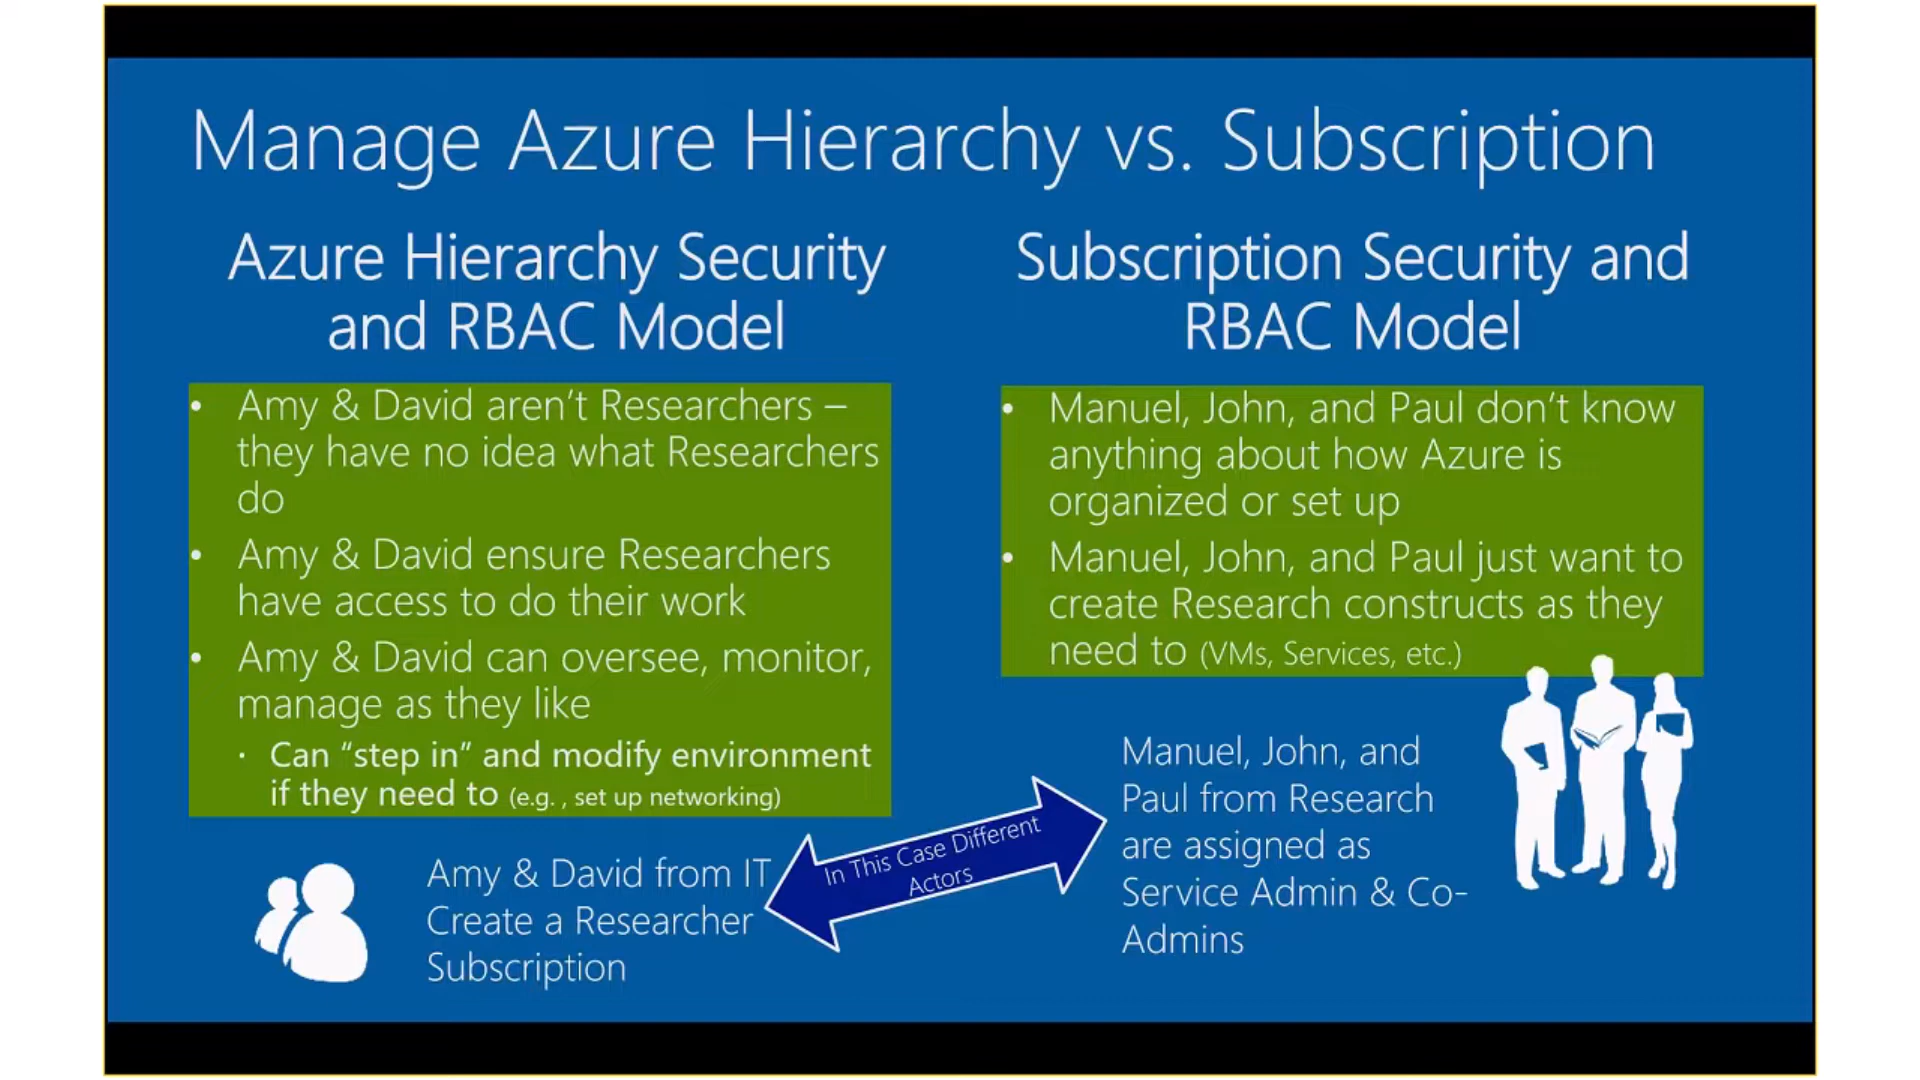 Manage Azure Hierarchy vs. Subscription
Azure Hierarchy Security
and RBAC Model
• Amy & David aren't Researchers –
they have no idea what Researchers
do
• Amy & David ensure Researchers
have access to do their work
• Amy & David can oversee, monitor,
manage as they like
· Can “step in” and modify environment
if they need to (e.g. , set up networking)
Amy & David from IT
Create a Researcher
Subscription
In This Case Different
Actors
Subscription Security and
RBAC Model
• Manuel, John, and Paul don't know
anything about how Azure is
organized or set up
• Manuel, John, and Paul just want to
create Research constructs as they
need to (VMs, Services, etc.)
Manuel, John, and
Paul from Research
are assigned as
Service Admin & Co-
Admins